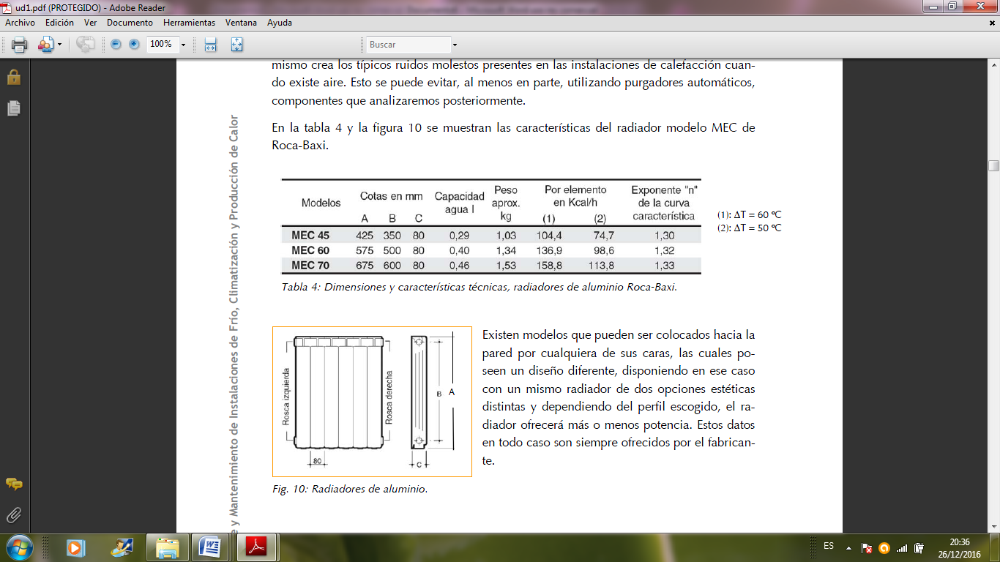 ud1.pdf (PROTEGIDO) - Adobe Reader
Archivo Edición Ver Documento Herramientas Ventana Ayuda
100% Buscar
mismo crea los típicos ruidos molestos presentes en las instalaciones de calefacción cuan-
do existe aire. Esto se puede evitar, al menos en parte, utilizando purgadores automáticos,
componentes que analizaremos posteriormente.
En la tabla 4 y la figura 10 se muestran las características del radiador modelo MEC de
Roca-Baxi.
e y Mantenimiento de Instalaciones de Frío, Climatización y Producción de Calor
Modelos Cotas en mm Capacidad agua l Peso aprox. kg Por elemento en Kcal/h Exponente "n" de la curva característica
A B C (1) (2)
MEC 45 425 350 80 0,29 1,03 104,4 74,7 1,30
MEC 60 575 500 80 0,40 1,34 136,9 98,6 1,32
MEC 70 675 600 80 0,46 1,53 158,8 113,8 1,33
(1): ΔT = 60 ºC
(2): ΔT = 50 ºC
Tabla 4: Dimensiones y características técnicas, radiadores de aluminio Roca-Baxi.
Rosca izquierda
Rosca derecha
B A
80 C
Fig. 10: Radiadores de aluminio.
Existen modelos que pueden ser colocados hacia la
pared por cualquiera de sus caras, las cuales po-
seen un diseño diferente, disponiendo en ese caso
con un mismo radiador de dos opciones estéticas
distintas y dependiendo del perfil escogido, el ra-
diador ofrecerá más o menos potencia. Estos datos
en todo caso son siempre ofrecidos por el fabrican-
te.
ES
20:36
26/12/2016